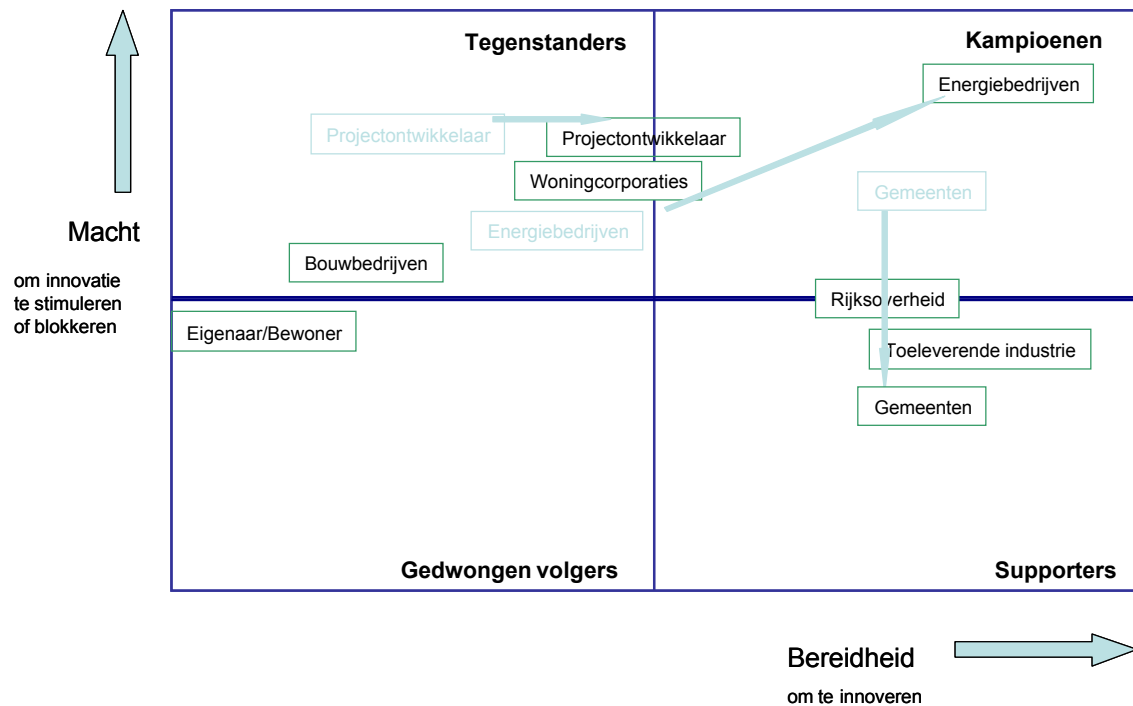 Tegenstanders
Kampioenen
Energiebedrijven
Projectontwikkelaar
Projectontwikkelaar
Woningcorporaties
Gemeenten
Energiebedrijven
Macht
om innovatie
te stimuleren
of blokkeren
Bouwbedrijven
Rijksoverheid
Eigenaar/Bewoner
Toeleverende industrie
Gemeenten
Gedwongen volgers
Supporters
Bereidheid
om te innoveren